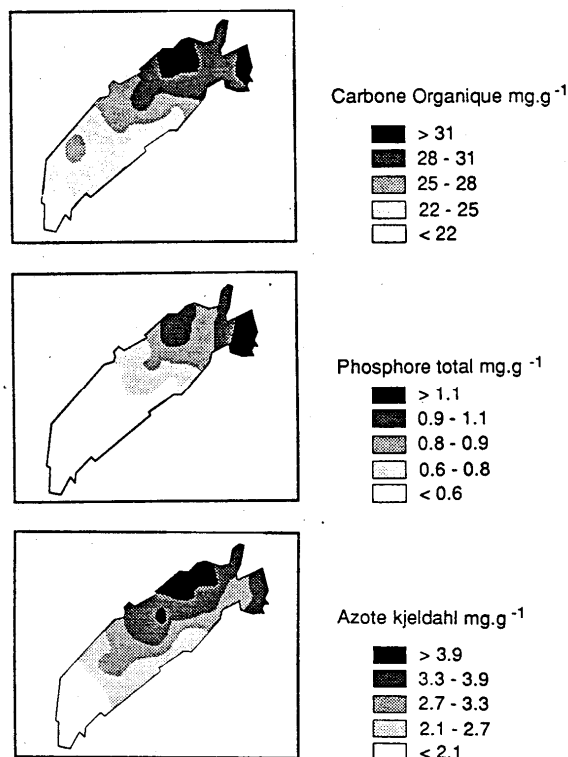 Carbone Organique mg.g -1
> 31
28 - 31
25 - 28
22 - 25
< 22
Phosphore total mg.g -1
> 1.1
0.9 - 1.1
0.8 - 0.9
0.6 - 0.8
< 0.6
Azote kjeldahl mg.g -1
> 3.9
3.3 - 3.9
2.7 - 3.3
2.1 - 2.7
< 2.1